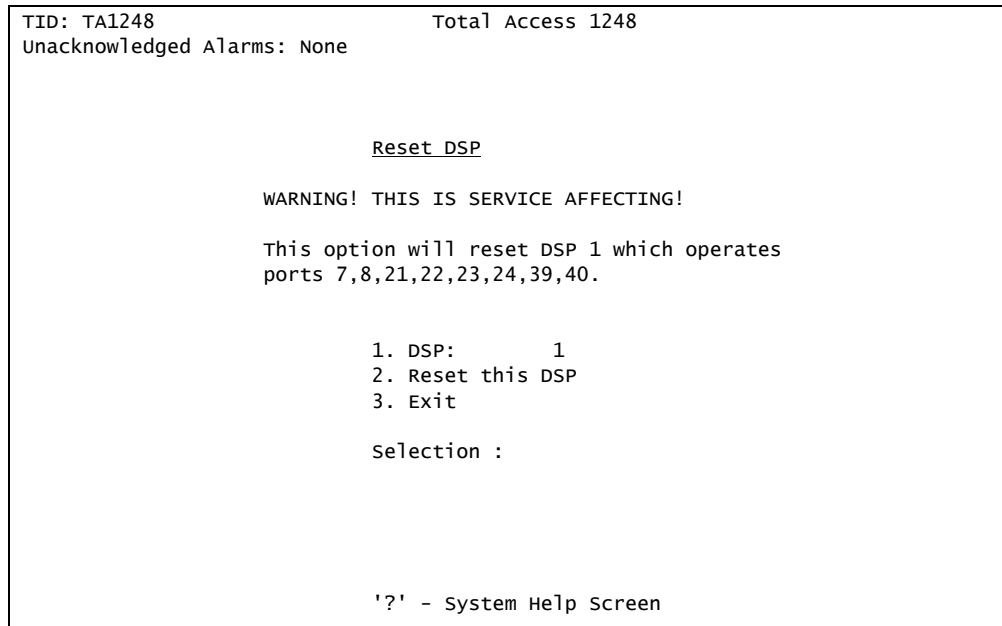 TID: TA1248 Total Access 1248
Unacknowledged Alarms: None
Reset DSP
WARNING! THIS IS SERVICE AFFECTING!
This option will reset DSP 1 which operates
ports 7,8,21,22,23,24,39,40.
1. DSP: 1
2. Reset this DSP
3. Exit
Selection :
'?' - System Help Screen